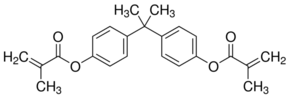 H₃C CH₃
O
H₂C O O CH₂
CH₃ O CH₃